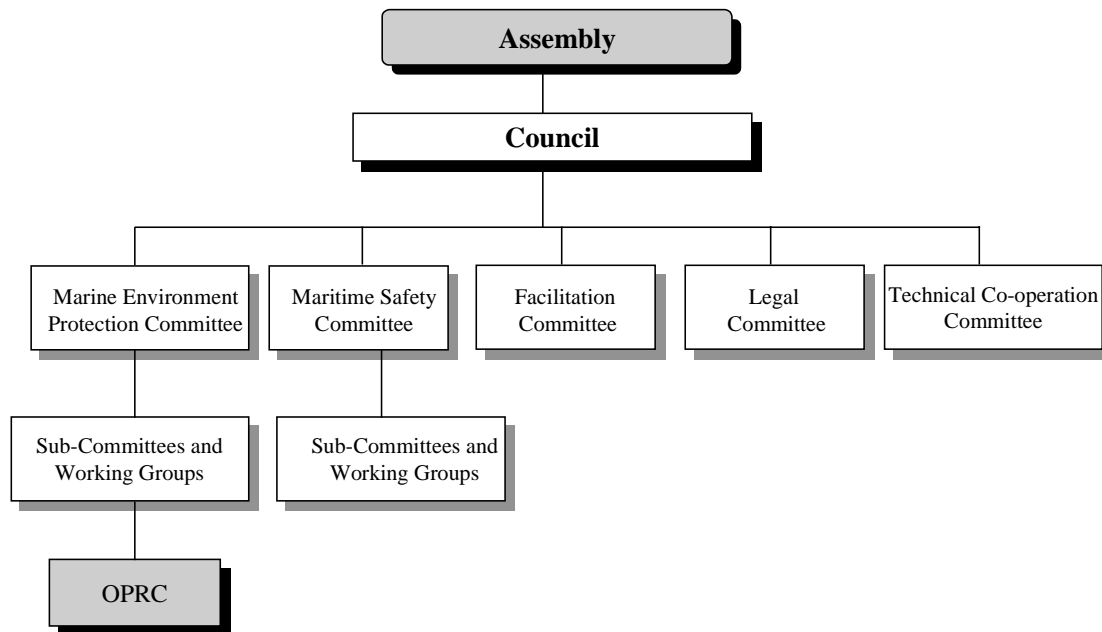 Assembly
Council
Marine Environment
Protection Committee
Maritime Safety
Committee
Facilitation
Committee
Legal
Committee
Technical Co-operation
Committee
Sub-Committees and
Working Groups
Sub-Committees and
Working Groups
OPRC